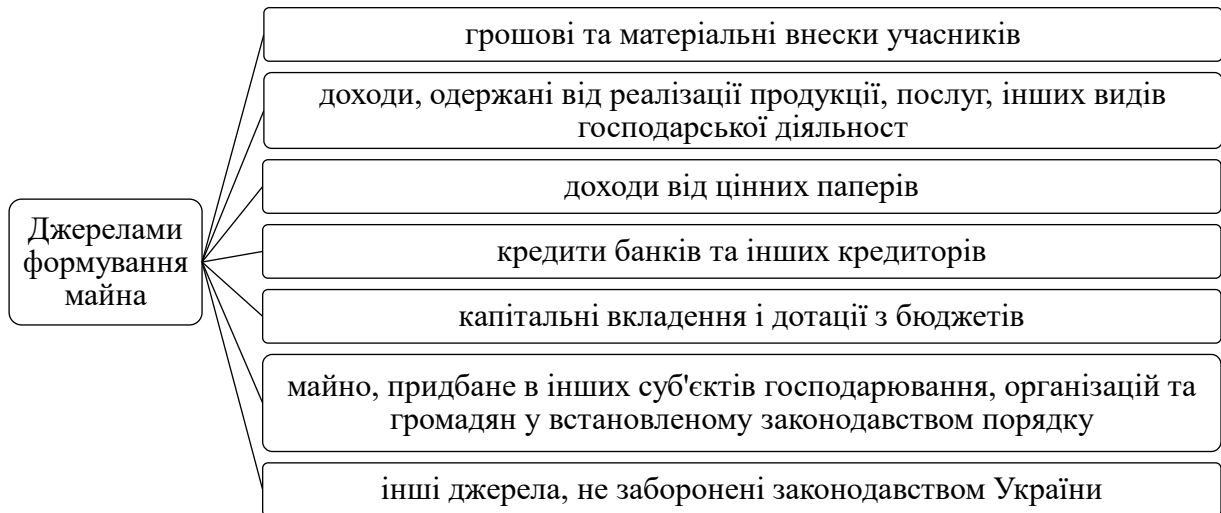 Джерелами
формування
майна
грошові та матеріальні внески учасників
доходи, одержані від реалізації продукції, послуг, інших видів
господарської діяльност
доходи від цінних паперів
кредити банків та інших кредиторів
капітальні вкладення і дотації з бюджетів
майно, придбане в інших суб'єктів господарювання, організацій та
громадян у встановленому законодавством порядку
інші джерела, не заборонені законодавством України